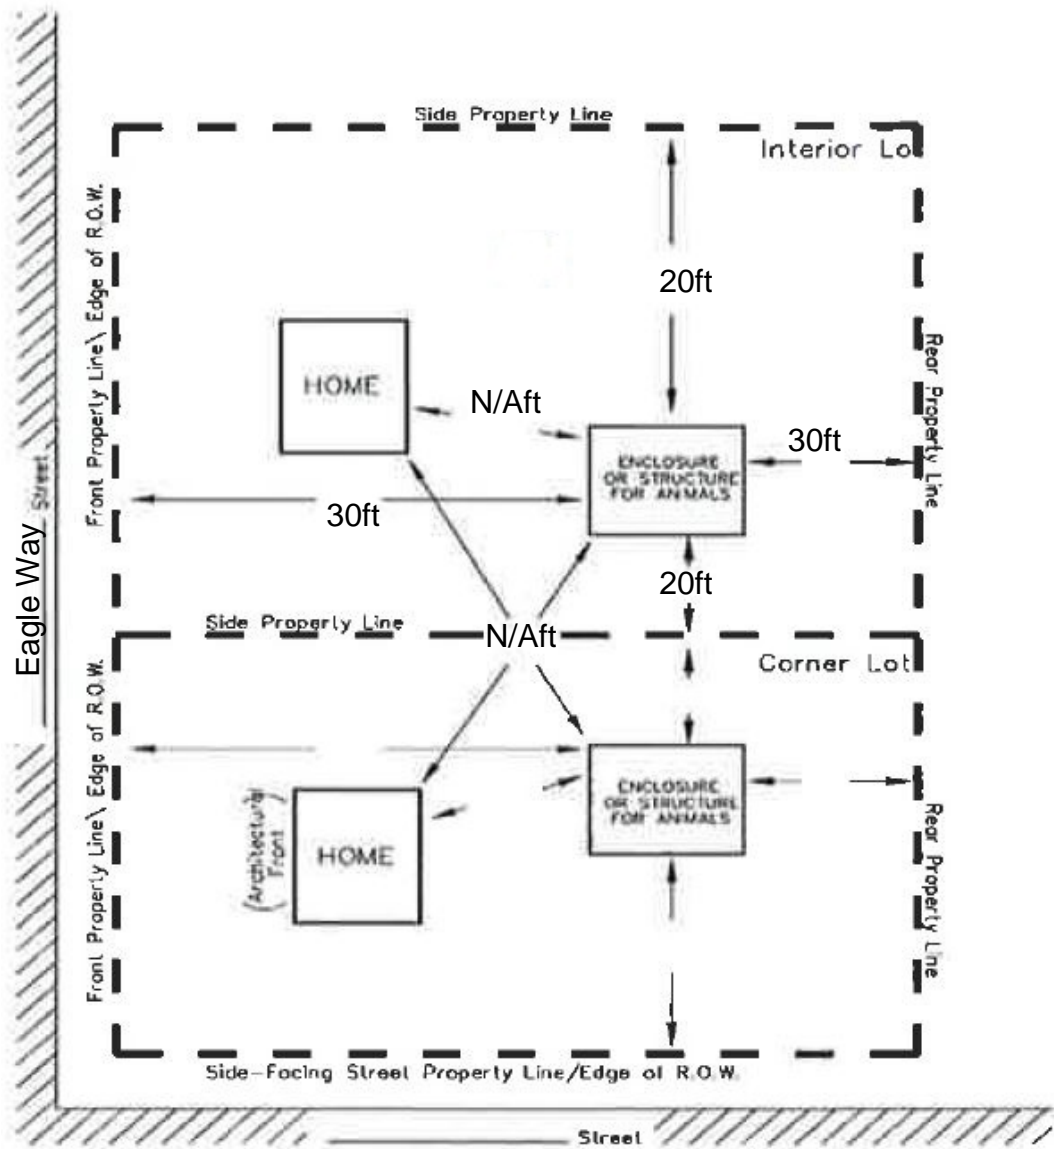 Side Property Line
Interior Lo
Front Property Line\ Edge of R.O.W.
20ft
Rear Property Line
HOME
N/Aft
ENCLOSURE
OR STRUCTURE
FOR ANIMALS
30ft
30ft
Eagle Way
Street
20ft
Side Property Line
N/Aft
Corner Lot
Front Property Line\ Edge of R.O.W.
ENCLOSURE
OR STRUCTURE
FOR ANIMALS
(Architectural
Front)
HOME
Rear Property Line
Side-Facing Street Property Line/Edge of R.O.W.
Street